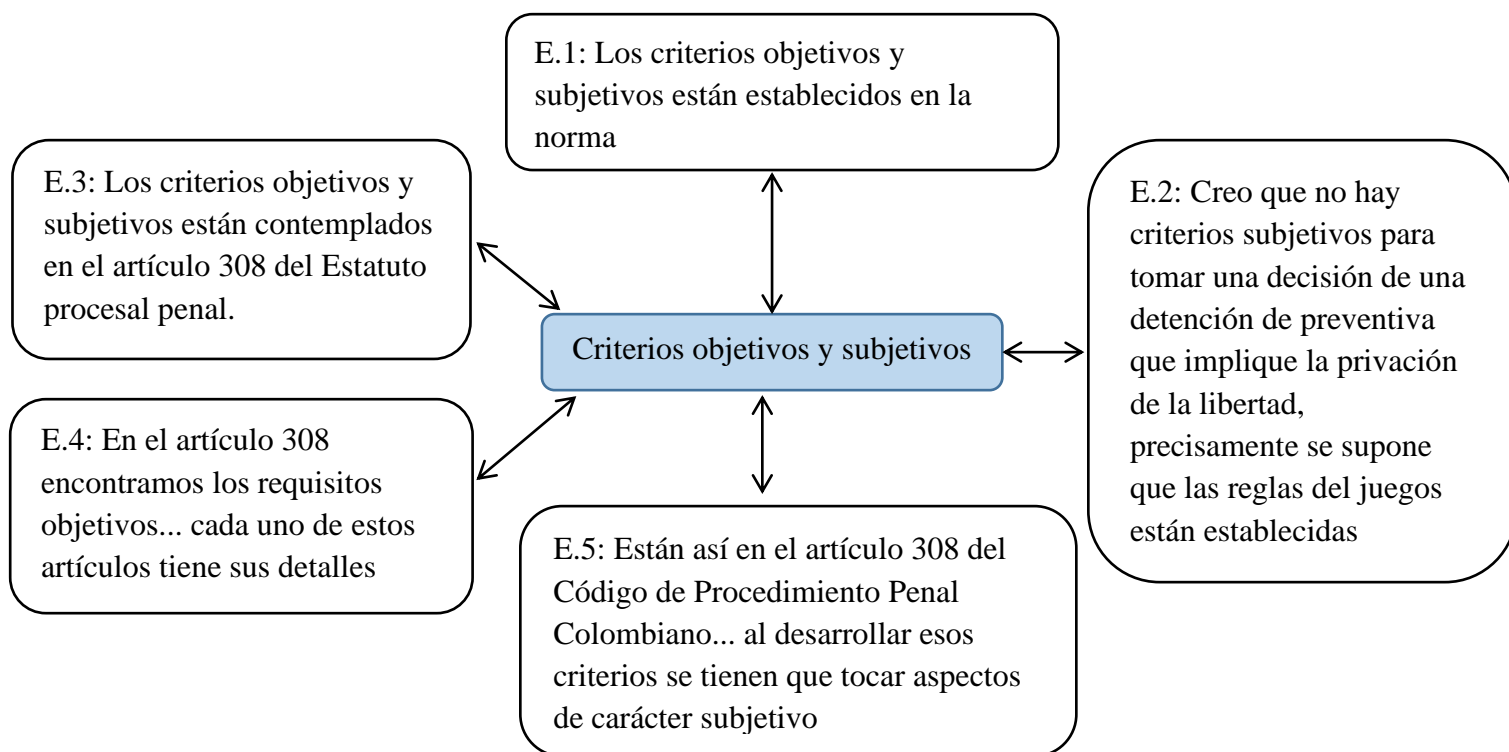 E.1: Los criterios objetivos y
subjetivos están establecidos en la
norma
E.3: Los criterios objetivos y
subjetivos están contemplados
en el artículo 308 del Estatuto
procesal penal.
E.2: Creo que no hay
criterios subjetivos para
tomar una decisión de una
detención de preventiva
que implique la privación
de la libertad,
precisamente se supone
que las reglas del juegos
están establecidas
Criterios objetivos y subjetivos
E.4: En el artículo 308
encontramos los requisitos
objetivos... cada uno de estos
artículos tiene sus detalles
E.5: Están así en el artículo 308 del
Código de Procedimiento Penal
Colombiano... al desarrollar esos
criterios se tienen que tocar aspectos
de carácter subjetivo